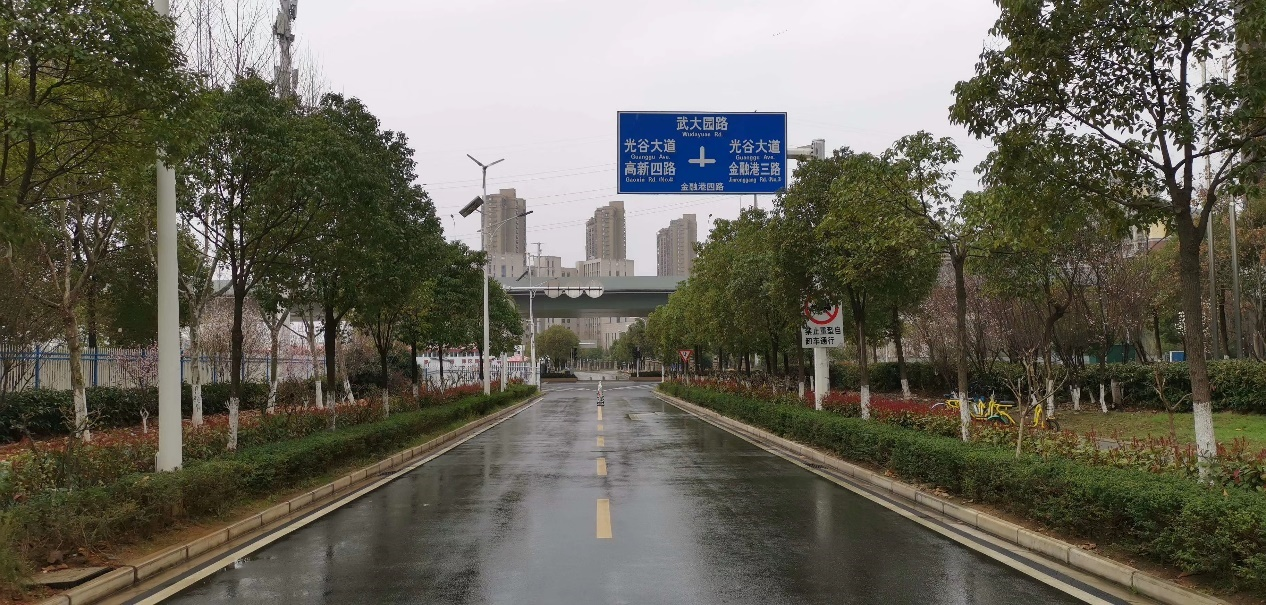 武大园路
Wudayuan Rd.
光谷大道
Guanggu Ave.
高新四路
Gaoxin Rd. (No.4)
光谷大道
Guanggu Ave.
金融港三路
Jinronggang Rd. (No.3)
金融港四路
禁止重型自
卸车通行